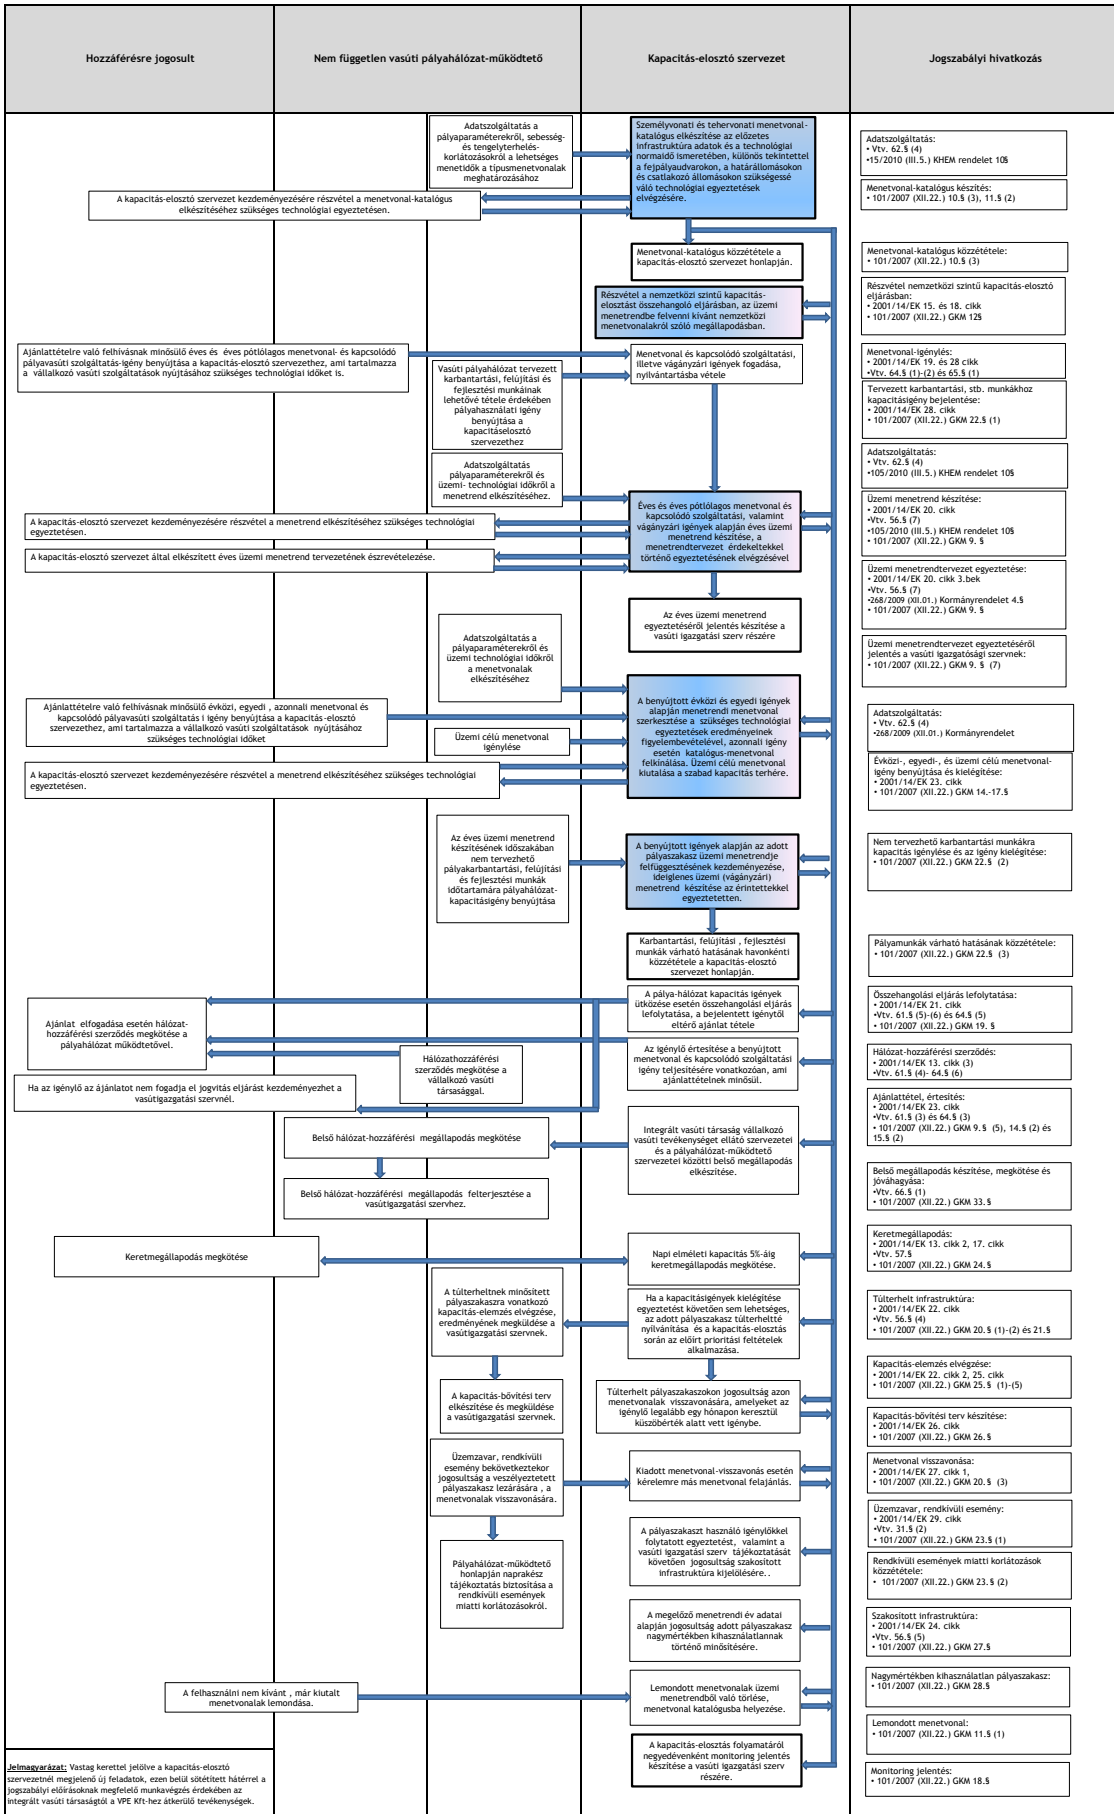 Hozzáférésre jogosult
Nem független vasúti pályahálózat-működtető
Kapacitás-elosztó szervezet
Jogszabályi hivatkozás
Adatszolgáltatás a
pályaparaméterekről, sebesség-
és tengelyterhelés-
korlátozásokról a lehetséges
menetidők a típusmenetvonalak
meghatározásához
Személyvonati és tehervonati menetvonal-
katalógus elkészítése az előzetes
infrastruktúra adatok és a technológiai
normaidő ismeretében, különös tekintettel
a fejpályaudvarokon, a határállomásokon
és csatlakozó állomásokon szükségessé
váló technológiai egyeztetések
elvégzésére.
Adatszolgáltatás:
• Vtv. 62.§ (4)
•15/2010 (III.5.) KHEM rendelet 10§
A kapacitás-elosztó szervezet kezdeményezésére részvétel a menetvonal-katalógus
elkészítéséhez szükséges technológiai egyeztetésen.
Menetvonal-katalógus készítés:
• 101/2007 (XII.22.) 10.§ (3), 11.§ (2)
Menetvonal-katalógus közzététele a
kapacitás-elosztó szervezet honlapján.
Menetvonal-katalógus közzététele:
• 101/2007 (XII.22.) 10.§ (3)
Részvétel a nemzetközi szintű kapacitás-
elosztást összehangoló eljárásban, az üzemi
menetrendbe felvenni kívánt nemzetközi
menetvonalakról szóló megállapodásban.
Részvétel nemzetközi szintű kapacitás-elosztó
eljárásban:
• 2001/14/EK 15. és 18. cikk
• 101/2007 (XII.22.) GKM 12§
Ajánlattételre való felhívásnak minősülő éves és  éves pótlólagos menetvonal- és kapcsolódó
pályavasúti szolgáltatás-igény benyújtása a kapacitás-elosztó szervezethez, ami tartalmazza
a  vállalkozó vasúti szolgáltatások nyújtásához szükséges technológiai időket is.
Vasúti pályahálózat tervezett
karbantartási, felújítási és
fejlesztési munkáinak
lehetővé tétele érdekében
pályahasználati igény
benyújtása a
kapacitáselosztó
szervezethez
Menetvonal és kapcsolódó szolgáltatási,
illetve vágányzári igények fogadása,
nyilvántartásba vétele
Menetvonal-igénylés:
• 2001/14/EK 19. és 28 cikk
•Vtv. 64.§ (1)-(2) és 65.§ (1)
Tervezett karbantartási, stb. munkákhoz
kapacitásigény bejelentése:
• 2001/14/EK 28. cikk
• 101/2007 (XII.22.) GKM 22.§ (1)
Adatszolgáltatás
pályaparaméterekről és
üzemi- technológiai időkről a
menetrend elkészítéséhez.
Adatszolgáltatás:
• Vtv. 62.§ (4)
•105/2010 (III.5.) KHEM rendelet 10§
A kapacitás-elosztó szervezet kezdeményezésére részvétel a menetrend elkészítéséhez szükséges technológiai
egyeztetésen.
Éves és éves pótlólagos menetvonal és
kapcsolódó szolgáltatás, valamint
vágányzári igények alapján éves üzemi
menetrend készítése, a
menetrendtervezet érdekeltekkel
történő egyeztetésének elvégzésével
Üzemi menetrend készítése:
• 2001/14/EK 20. cikk
•Vtv. 56.§ (7)
•105/2010 (III.5.) KHEM rendelet 10§
• 101/2007 (XII.22.) GKM 9. §
A kapacitás-elosztó szervezet által elkészített éves üzemi menetrend tervezetének észrevételezése.
Üzemi menetrendtervezet egyeztetése:
• 2001/14/EK 20. cikk 3.bek
•Vtv. 56.§ (7)
•268/2009 (XII.01.) Kormányrendelet 4.§
• 101/2007 (XII.22.) GKM 9. §
Az éves üzemi menetrend
egyeztetéséről jelentés készítése a
vasúti igazgatási szerv részére
Adatszolgáltatás a
pályaparaméterekről és
üzemi technológiai időkről
a menetvonalak
elkészítéséhez
Üzemi menetrendtervezet egyeztetéséről
jelentés a vasúti igazgatósági szervnek:
• 101/2007 (XII.22.) GKM 9. § (7)
Ajánlattételre való felhívásnak minősülő évközi, egyedi , azonnali menetvonal és
kapcsolódó pályavasúti szolgáltatás i igény benyújtása a kapacitás-elosztó
szervezethez, ami tartalmazza a vállalkozó vasúti szolgáltatások  nyújtásához
szükséges technológiai időket
Üzemi célú menetvonal
igénylése
A benyújtott évközi és egyedi igények
alapján menetrendi menetvonal
szerkesztése a  szükséges technológiai
egyeztetések eredményeinek
figyelembevételével, azonnali igény
esetén  katalógus-menetvonal
felkínálása. Üzemi célú menetvonal
kiutalása a szabad kapacitás terhére.
Adatszolgáltatás:
• Vtv. 62.§ (4)
•268/2009 (XII.01.) Kormányrendelet
A kapacitás-elosztó szervezet kezdeményezésére részvétel a menetrend elkészítéséhez szükséges technológiai
egyeztetésen.
Évközi-, egyedi-, és üzemi célú menetvonal-
igény benyújtása és kielégítése:
• 2001/14/EK 23. cikk
• 101/2007 (XII.22.) GKM 14.-17.§
Az éves üzemi menetrend
készítésének időszakában
nem tervezhető
pályakarbantartási, felújítási
és fejlesztési munkák
időtartamára pályahálózat-
kapacitásigény benyújtása
A benyújtott igények alapján az adott
pályaszakasz üzemi menetrendje
felfüggesztésének kezdeményezése,
ideiglenes üzemi (vágányzári)
menetrend  készítése az érintettekkel
egyeztetetten.
Nem tervezhető karbantartási munkákra
kapacitás igénylése és az igény kielégítése:
• 101/2007 (XII.22.) GKM 22.§ (2)
Karbantartási, felújítási , fejlesztési
munkák várható hatásának havonkénti
közzététele a kapacitás-elosztó
szervezet honlapján.
Pályamunkák várható hatásának közzététele:
• 101/2007 (XII.22.) GKM 22.§ (3)
Ajánlat  elfogadása esetén hálózat-
hozzáférési szerződés megkötése a
pályahálózat működtetővel.
A pálya-hálózat kapacitás igények
ütközése esetén összehangolási eljárás
lefolytatása, a bejelentett igénytől
eltérő ajánlat tétele
Összehangolási eljárás lefolytatása:
• 2001/14/EK 21. cikk
•Vtv. 61.§ (5)-(6) és 64.§ (5)
• 101/2007 (XII.22.) GKM 19. §
Hálózathozzáférési
szerződés megkötése a
vállalkozó vasúti
társasággal.
Az igénylő értesítése a benyújtott
menetvonal és kapcsolódó szolgáltatási
igény teljesítésére vonatkozóan, ami
ajánlattételnek minősül.
Hálózat-hozzáférési szerződés:
• 2001/14/EK 13. cikk (3)
•Vtv. 61.§ (4)- 64.§ (6)
Ha az igénylő az ajánlatot nem fogadja el jogvitás eljárást kezdeményezhet a
vasútigazgatási szervnél.
Ajánlattétel, értesítés:
• 2001/14/EK 23. cikk
•Vtv. 61.§ (3) és 64.§ (3)
• 101/2007 (XII.22.) GKM 9.§  (5), 14.§ (2) és
15.§ (2)
Belső hálózat-hozzáférési megállapodás megkötése
Integrált vasúti társaság vállalkozó
vasúti tevékenységet ellátó szervezetei
és a pályahálózat-működtető
szervezetei közötti belső megállapodás
elkészítése.
Belső hálózat-hozzáférési  megállapodás  felterjesztése a
vasútigazgatási szervhez.
Belső megállapodás készítése, megkötése és
jóváhagyása:
•Vtv. 66.§ (1)
• 101/2007 (XII.22.) GKM 33.§
Keretmegállapodás megkötése
Napi elméleti kapacitás 5%-áig
keretmegállapodás megkötése.
Keretmegállapodás:
• 2001/14/EK 13. cikk 2, 17. cikk
•Vtv. 57.§
• 101/2007 (XII.22.) GKM 24.§
A túlterheltnek minősített
pályaszakaszra vonatkozó
kapacitás-elemzés elvégzése,
eredményének megküldése a
vasútigazgatási szervnek.
Ha a kapacitásigények kielégítése
egyeztetést követően sem lehetséges,
az adott pályaszakasz túlterheltté
nyilvánítása  és a kapacitás-elosztás
során az előírt prioritási feltételek
alkalmazása.
Túlterhelt infrastruktúra:
• 2001/14/EK 22. cikk
•Vtv. 56.§ (4)
• 101/2007 (XII.22.) GKM 20.§ (1)-(2) és 21.§
Kapacitás-elemzés elvégzése:
• 2001/14/EK 22. cikk 2, 25. cikk
• 101/2007 (XII.22.) GKM 25.§  (1)-(5)
A kapacitás-bővítési terv
elkészítése és megküldése
a vasútigazgatási szervnek.
Túlterhelt pályaszakaszokon jogosultság azon
menetvonalak visszavonására, amelyeket az
igénylő legalább egy hónapon keresztül
küszöbérték alatt vett igénybe.
Kapacitás-bővítési terv készítése:
• 2001/14/EK 26. cikk
• 101/2007 (XII.22.) GKM 26.§
Üzemzavar, rendkívüli
esemény bekövetkeztekor
jogosultság a veszélyeztetett
pályaszakasz lezárására , a
menetvonalak visszavonására.
Kiadott menetvonal-visszavonás esetén
kérelemre más menetvonal felajánlás.
Menetvonal visszavonása:
• 2001/14/EK 27. cikk 1,
• 101/2007 (XII.22.) GKM 20.§  (3)
Üzemzavar, rendkívüli esemény:
• 2001/14/EK 29. cikk
•Vtv. 31.§ (2)
• 101/2007 (XII.22.) GKM 23.§ (1)
Pályahálózat-működtető
honlapján naprakész
tájékoztatás biztosítása a
rendkívüli események
miatti korlátozásokról.
A pályaszakaszt használó igénylőkkel
folytatott egyeztetést,  valamint a
vasúti igazgatási szerv  tájékoztatását
követően  jogosultság szakosított
infrastruktúra kijelölésére..
Rendkívüli események miatti korlátozások
közzététele:
•  101/2007 (XII.22.) GKM 23.§ (2)
A megelőző menetrendi év adatai
alapján jogosultság adott pályaszakasz
nagymértékben kihasználatlannak
történő minősítésére.
Szakosított infrastruktúra:
• 2001/14/EK 24. cikk
•Vtv. 56.§ (5)
• 101/2007 (XII.22.) GKM 27.§
A felhasználni nem kívánt , már kiutalt
menetvonalak lemondása.
Lemondott menetvonalak üzemi
menetrendből való törlése,
menetvonal katalógusba helyezése.
Nagymértékben kihasználatlan pályaszakasz:
• 101/2007 (XII.22.) GKM 28.§
Lemondott menetvonal:
• 101/2007 (XII.22.) GKM 11.§ (1)
A kapacitás-elosztás folyamatáról
negyedévenként monitoring jelentés
készítése a vasúti igazgatási szerv
részére.
Monitoring jelentés:
• 101/2007 (XII.22.) GKM 18.§
Jelmagyarázat: Vastag kerettel jelölve a kapacitás-elosztó
szervezetnél megjelenő új feladatok, ezen belül sötétített hátérrel a
jogszabályi előírásoknak megfelelő munkavégzés érdekében az
integrált vasúti társaságtól a VPE Kft-hez átkerülő tevékenységek.